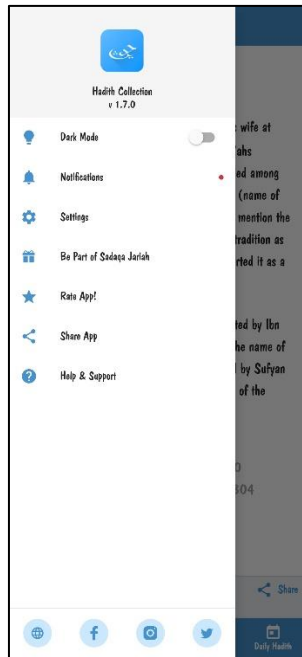 Hadith Collection
v 1.7.0
Dark Mode
Notifications
Settings
Be Part of Sadaqa Jariah
Rate App!
Share App
Help & Support
wife at
ahs
ed among
(name of
mention the
tradition as
rted it as a
ted by Ibn
he name of
by Sufyan
of the
0
304
Share
Daily Hadith